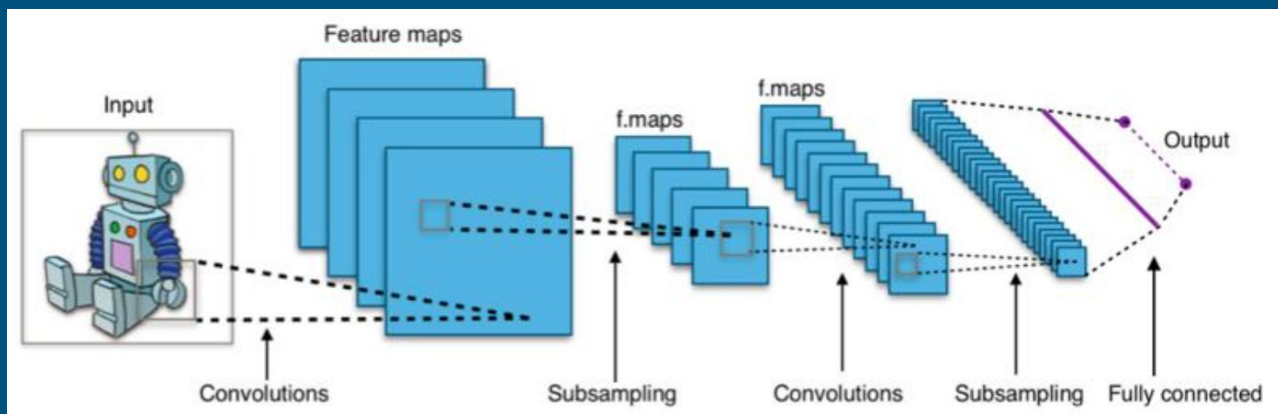 Feature maps
Input
f.maps
f.maps
Output
Convolutions
Subsampling
Convolutions
Subsampling
Fully connected